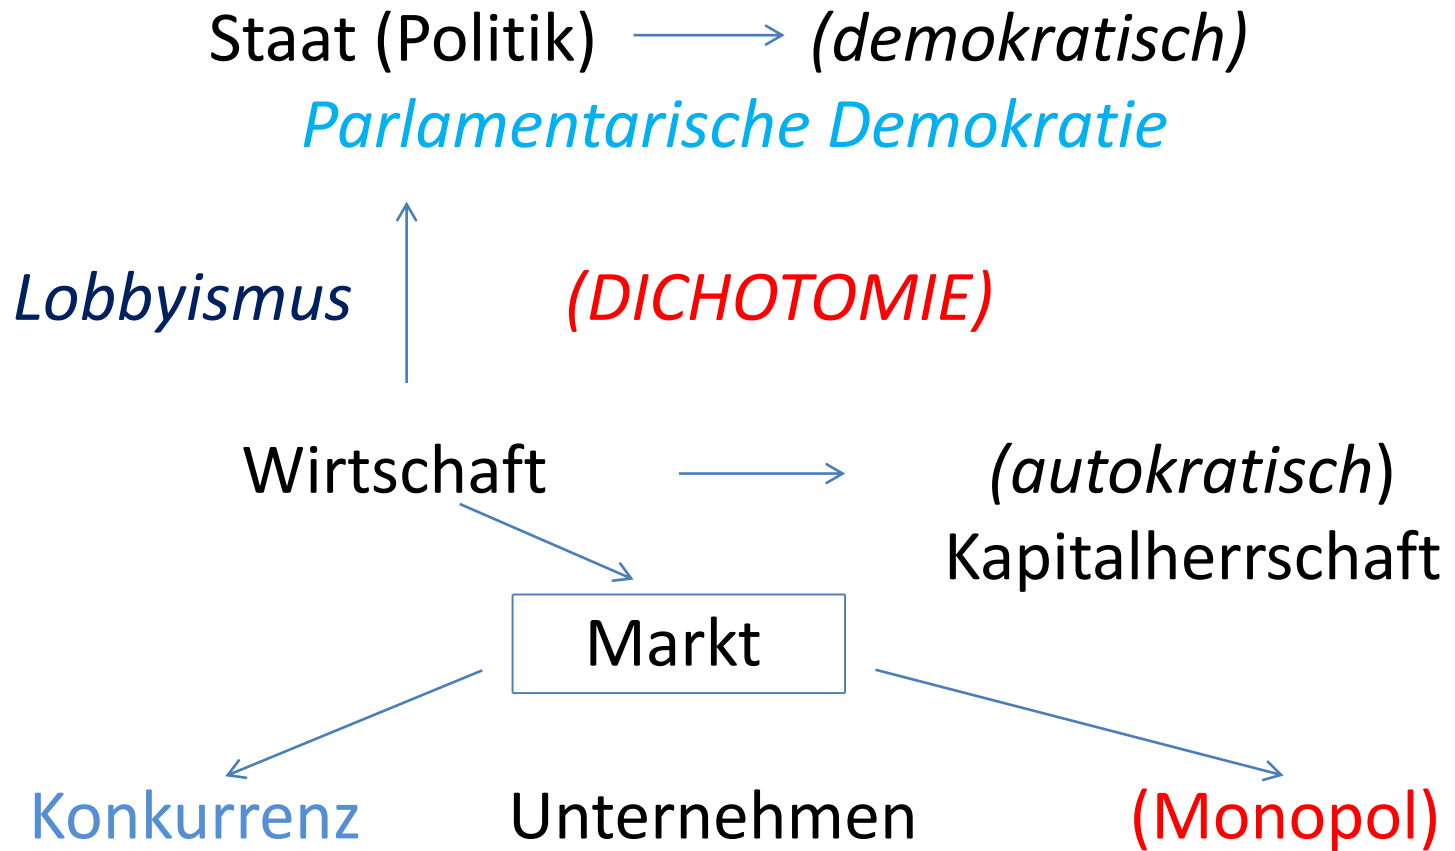 Staat (Politik) (demokratisch)
Parlamentarische Demokratie
Lobbyismus (DICHOTOMIE)
Wirtschaft (autokratisch)
Kapitalherrschaft
Markt
Konkurrenz Unternehmen (Monopol)